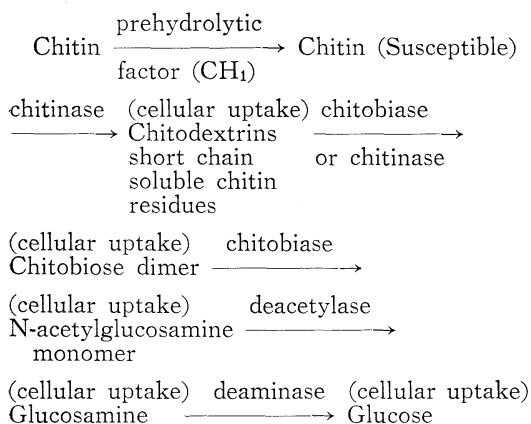 prehydrolytic
Chitin ⟶ Chitin (Susceptible)
factor (CH₁)
chitinase (cellular uptake) chitobiase
⟶ Chitodextrins ⟶
short chain or chitinase
soluble chitin
residues
(cellular uptake) chitobiase
Chitobiose dimer ⟶
(cellular uptake) deacetylase
N-acetylglucosamine ⟶
monomer
(cellular uptake) deaminase (cellular uptake)
Glucosamine ⟶ Glucose